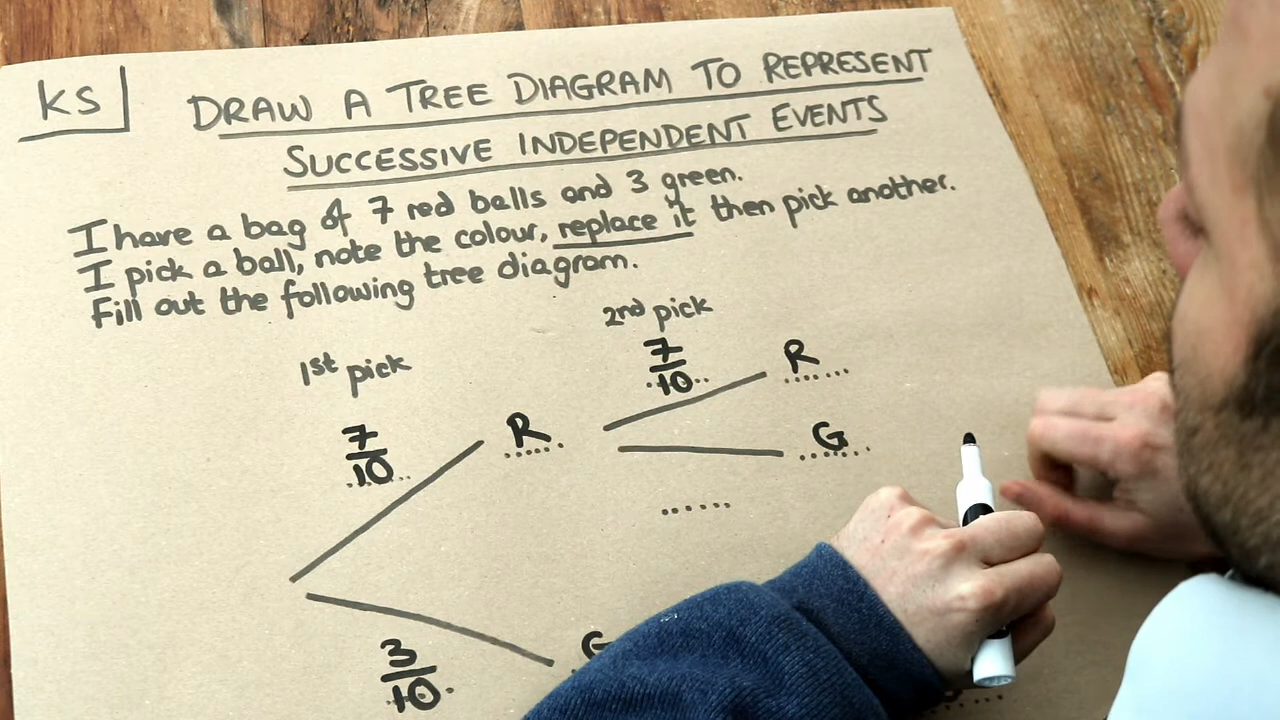 KS
DRAW A TREE DIAGRAM TO REPRESENT
SUCCESSIVE INDEPENDENT EVENTS
I have a bag of 7 red balls and 3 green.
I pick a ball, note the colour, replace it then pick another.
Fill out the following tree diagram.
1st pick
2nd pick
7/10
R
7/10
R
G
......
3/10
G